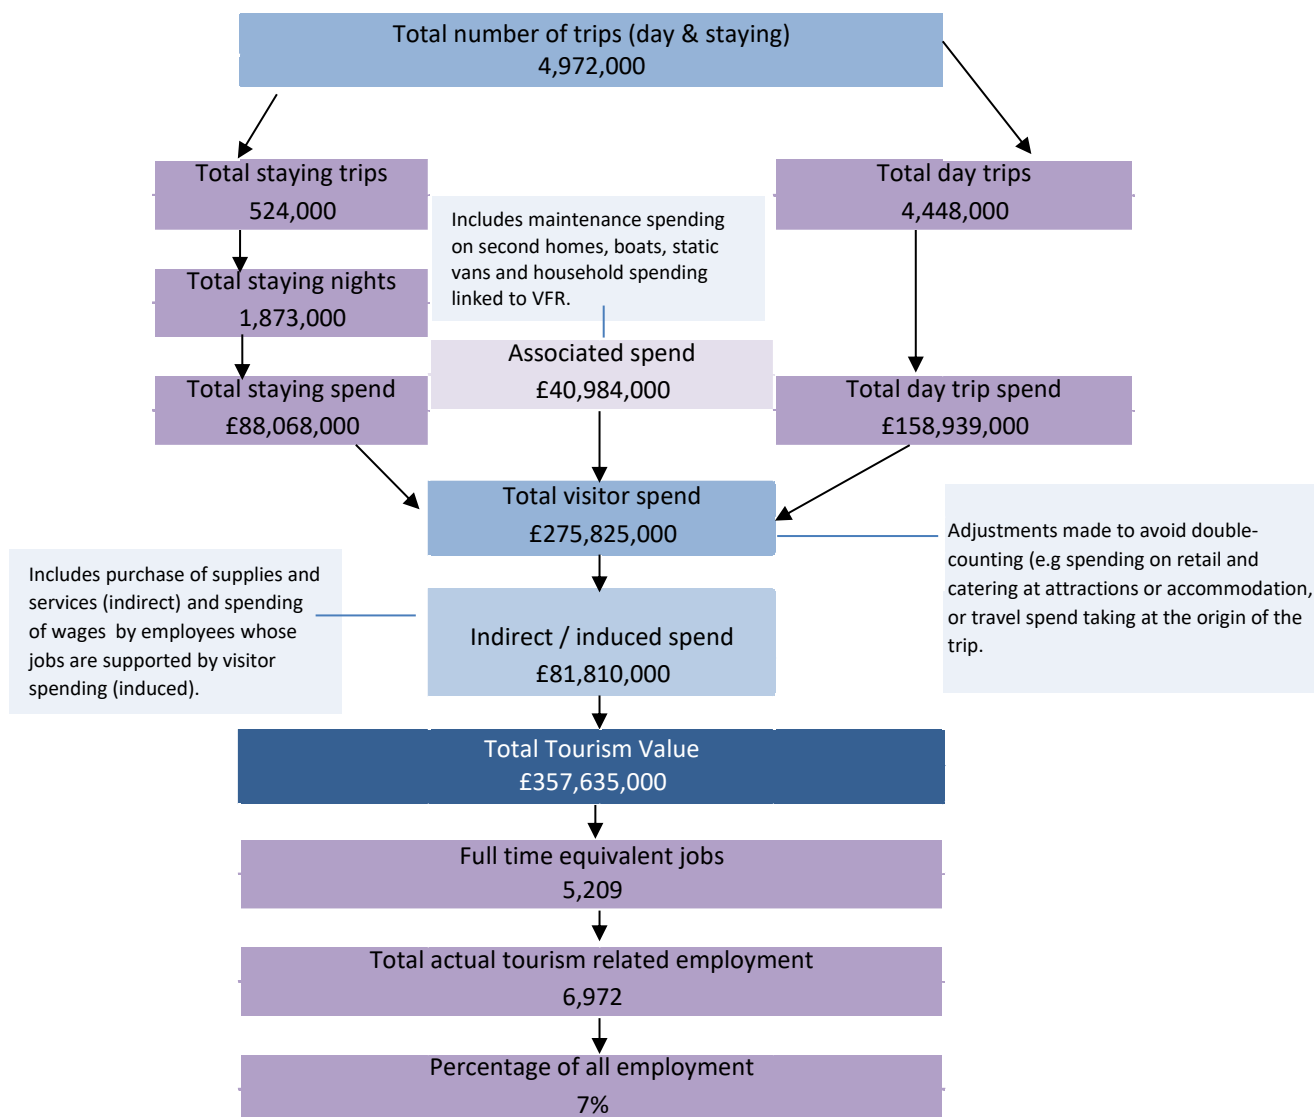 Total number of trips (day & staying)
4,972,000
Total staying trips
524,000
Total day trips
4,448,000
Includes maintenance spending
on second homes, boats, static
vans and household spending
linked to VFR.
Total staying nights
1,873,000
Associated spend
£40,984,000
Total staying spend
£88,068,000
Total day trip spend
£158,939,000
Total visitor spend
£275,825,000
Adjustments made to avoid double-
counting (e.g spending on retail and
catering at attractions or accommodation,
or travel spend taking at the origin of the
trip.
Includes purchase of supplies and
services (indirect) and spending
of wages by employees whose
jobs are supported by visitor
spending (induced).
Indirect / induced spend
£81,810,000
Total Tourism Value
£357,635,000
Full time equivalent jobs
5,209
Total actual tourism related employment
6,972
Percentage of all employment
7%